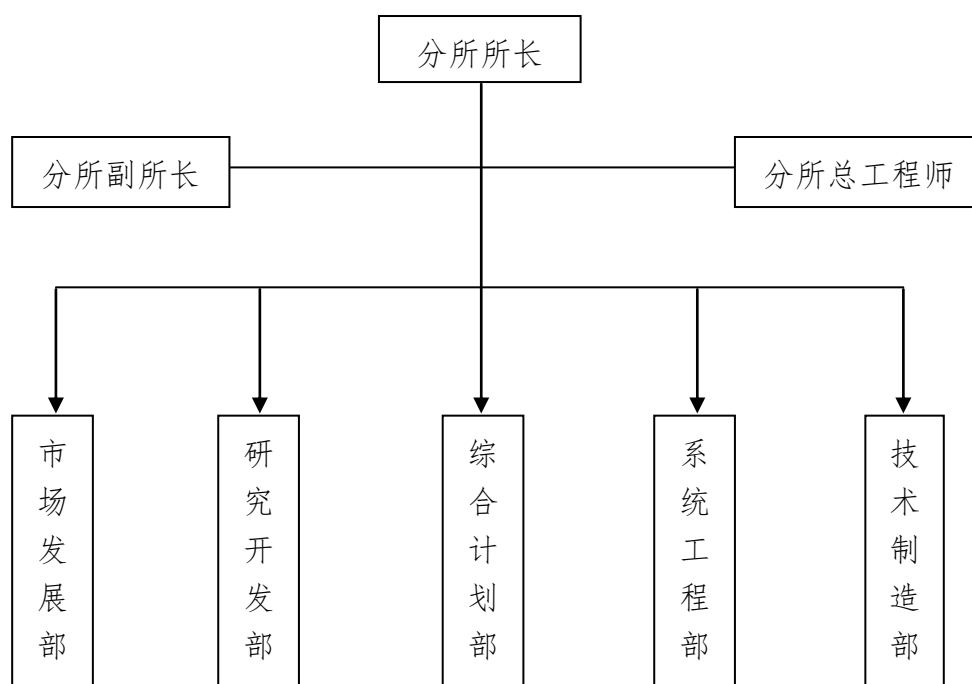 分所所长
分所副所长
分所总工程师
市场发展部
研究开发部
综合计划部
系统工程部
技术制造部